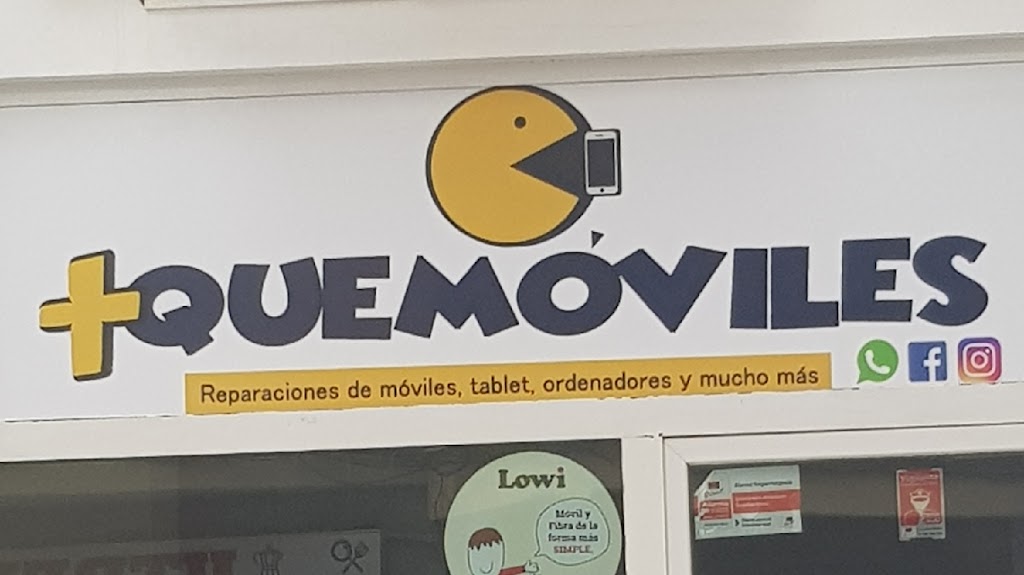 +QUEMÓVILES
Reparaciones de móviles, tablet, ordenadores y mucho más
Lowi
Móvil y
Fibra de la
forma más
SIMPLE.